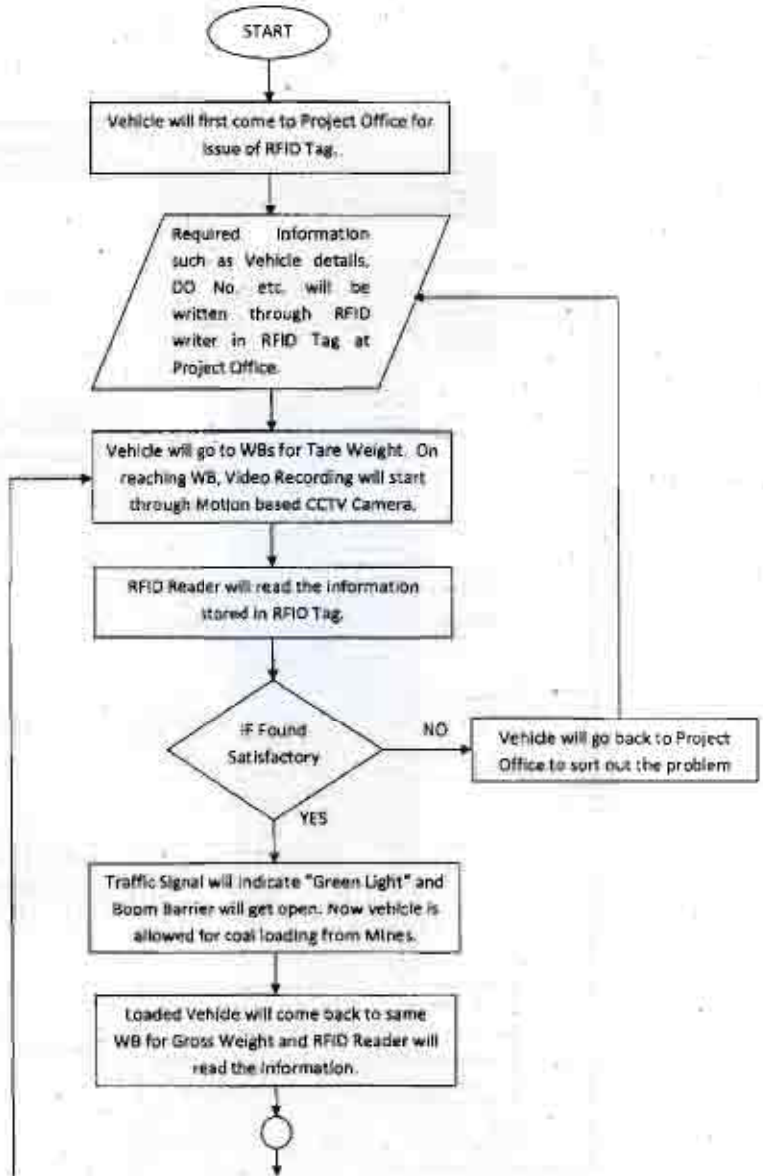 START
Vehicle will first come to Project Office for
Issue of RFID Tag.
Required Information
such as Vehicle details,
DO No. etc. will be
written through RFID
writer in RFID Tag at
Project Office.
Vehicle will go to WBs for Tare Weight. On
reaching WB, Video Recording will start
through Motion based CCTV Camera.
RFID Reader will read the information
stored in RFID Tag.
IF Found
Satisfactory
NO
Vehicle will go back to Project
Office to sort out the problem
YES
Traffic Signal will indicate "Green Light" and
Boom Barrier will get open. Now vehicle is
allowed for coal loading from Mines.
Loaded Vehicle will come back to same
WB for Gross Weight and RFID Reader will
read the information.